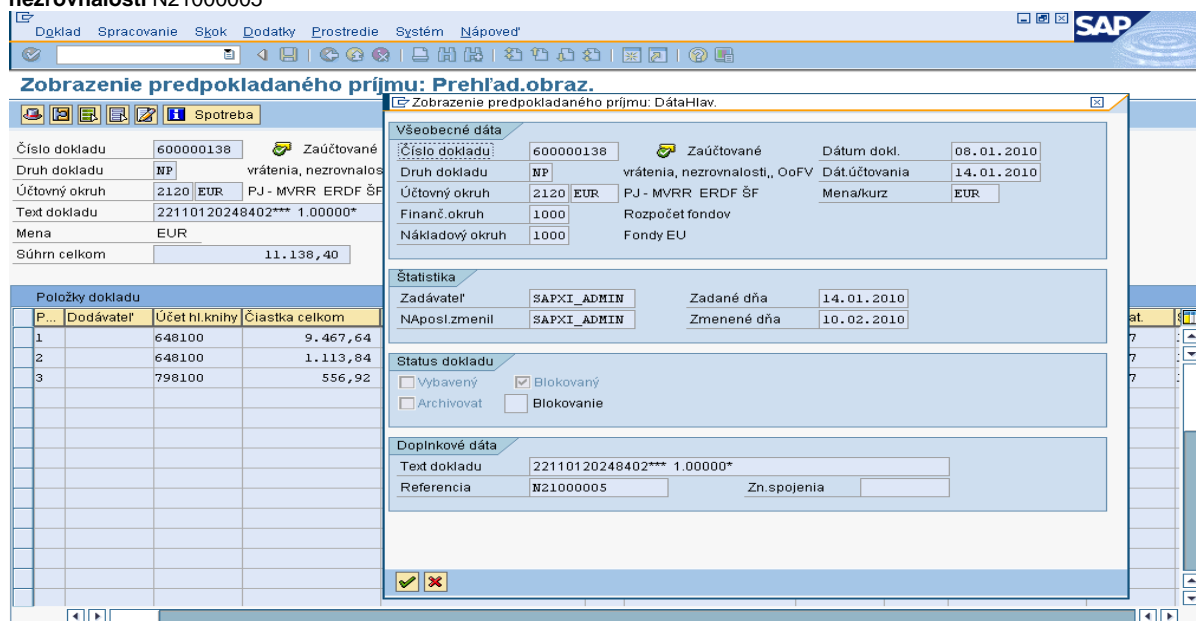 nezrovnalosti N21000005
Doklad Spracovanie Skok Dodatky Prostredie Systém Nápoveď
SAP
Zobrazenie predpokladaného príjmu: Prehľad.obraz.
Spotreba
Číslo dokladu 600000138 Zaúčtované
Druh dokladu NP vrátenia, nezrovnalos
Účtovný okruh 2120 EUR PJ - MVRR ERDF ŠF
Text dokladu 22110120248402*** 1.00000*
Mena EUR
Súhrn celkom 11.138,40
Položky dokladu
P... Dodávateľ Účet hl.knihy Čiastka celkom at.
1 648100 9.467,64 7
2 648100 1.113,84 7
3 798100 556,92
Zobrazenie predpokladaného príjmu: DátaHlav.
Všeobecné dáta
Číslo dokladu 600000138 Zaúčtované Dátum dokl. 08.01.2010
Druh dokladu NP vrátenia, nezrovnalosti,, OoFV Dát.účtovania 14.01.2010
Účtovný okruh 2120 EUR PJ - MVRR ERDF ŠF Mena/kurz EUR
Finanč.okruh 1000 Rozpočet fondov
Nákladový okruh 1000 Fondy EU
Štatistika
Zadávateľ SAPXI_ADMIN Zadané dňa 14.01.2010
NAposl.zmenil SAPXI_ADMIN Zmenené dňa 10.02.2010
Status dokladu
Vybavený Blokovaný
Archivovat Blokovanie
Doplnkové dáta
Text dokladu 22110120248402*** 1.00000*
Referencia N21000005 Zn.spojenia